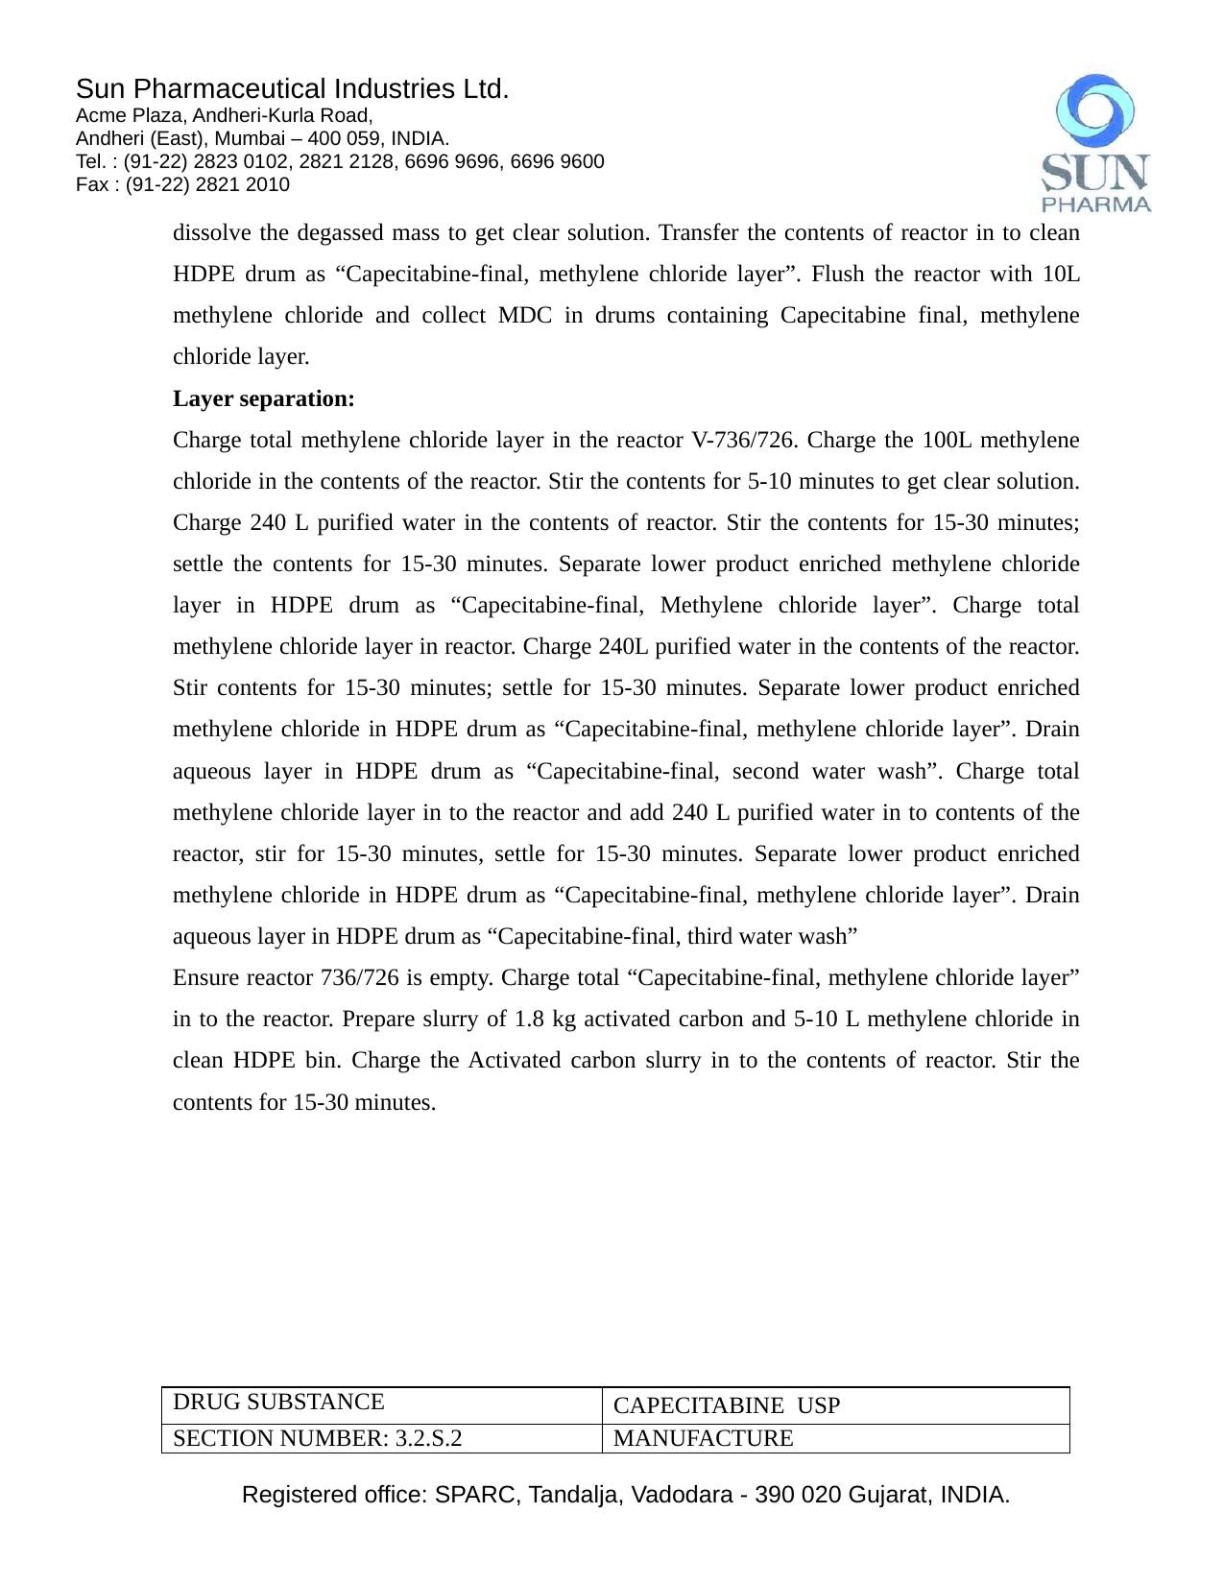 Sun Pharmaceutical Industries Ltd.
Acme Plaza, Andheri-Kurla Road,
Andheri (East), Mumbai – 400 059, INDIA.
Tel. : (91-22) 2823 0102, 2821 2128, 6696 9696, 6696 9600
Fax : (91-22) 2821 2010
SUN
PHARMA
dissolve the degassed mass to get clear solution. Transfer the contents of reactor in to clean
HDPE drum as “Capecitabine-final, methylene chloride layer”. Flush the reactor with 10L
methylene chloride and collect MDC in drums containing Capecitabine final, methylene
chloride layer.
Layer separation:
Charge total methylene chloride layer in the reactor V-736/726. Charge the 100L methylene
chloride in the contents of the reactor. Stir the contents for 5-10 minutes to get clear solution.
Charge 240 L purified water in the contents of reactor. Stir the contents for 15-30 minutes;
settle the contents for 15-30 minutes. Separate lower product enriched methylene chloride
layer in HDPE drum as “Capecitabine-final, Methylene chloride layer”. Charge total
methylene chloride layer in reactor. Charge 240L purified water in the contents of the reactor.
Stir contents for 15-30 minutes; settle for 15-30 minutes. Separate lower product enriched
methylene chloride in HDPE drum as “Capecitabine-final, methylene chloride layer”. Drain
aqueous layer in HDPE drum as “Capecitabine-final, second water wash”. Charge total
methylene chloride layer in to the reactor and add 240 L purified water in to contents of the
reactor, stir for 15-30 minutes, settle for 15-30 minutes. Separate lower product enriched
methylene chloride in HDPE drum as “Capecitabine-final, methylene chloride layer”. Drain
aqueous layer in HDPE drum as “Capecitabine-final, third water wash”
Ensure reactor 736/726 is empty. Charge total “Capecitabine-final, methylene chloride layer”
in to the reactor. Prepare slurry of 1.8 kg activated carbon and 5-10 L methylene chloride in
clean HDPE bin. Charge the Activated carbon slurry in to the contents of reactor. Stir the
contents for 15-30 minutes.
DRUG SUBSTANCE
CAPECITABINE USP
SECTION NUMBER: 3.2.S.2
MANUFACTURE
Registered office: SPARC, Tandalja, Vadodara - 390 020 Gujarat, INDIA.